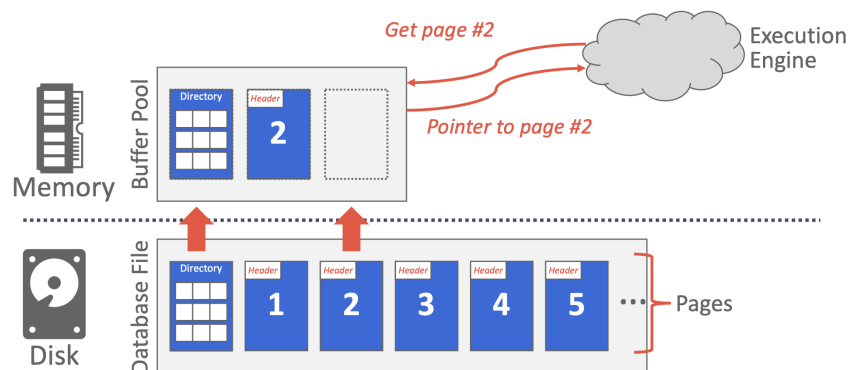 Get page #2
Execution
Engine
Buffer Pool
Directory
Header
2
Pointer to page #2
Memory
Database File
Directory
Header
1
Header
2
Header
3
Header
4
Header
5
...
Pages
Disk